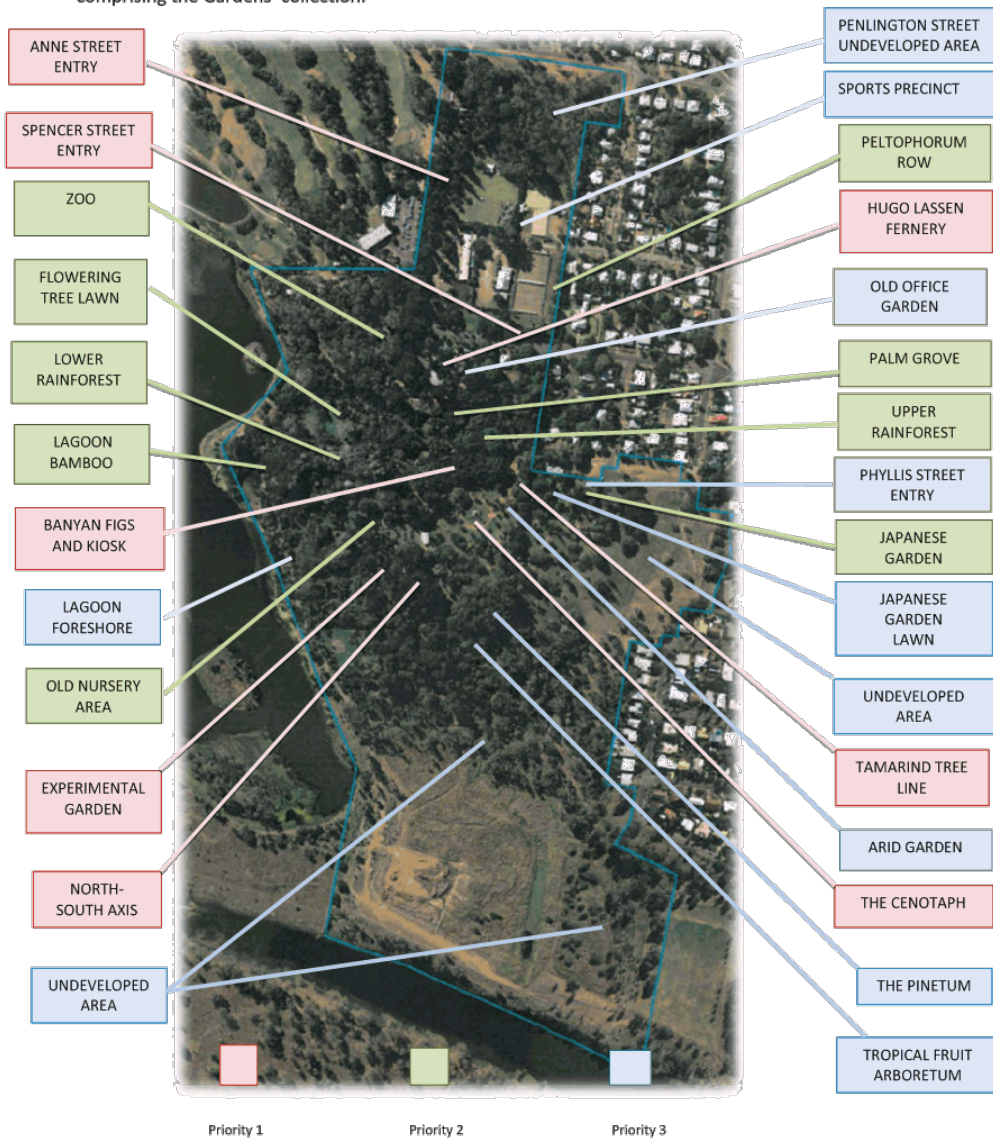 comprising the Gardens' collection.
ANNE STREET
ENTRY
SPENCER STREET
ENTRY
ZOO
FLOWERING
TREE LAWN
LOWER
RAINFOREST
LAGOON
BAMBOO
BANYAN FIGS
AND KIOSK
LAGOON
FORESHORE
OLD NURSERY
AREA
EXPERIMENTAL
GARDEN
NORTH-
SOUTH AXIS
UNDEVELOPED
AREA
PENLINGTON STREET
UNDEVELOPED AREA
SPORTS PRECINCT
PELTOPHORUM
ROW
HUGO LASSEN
FERNERY
OLD OFFICE
GARDEN
PALM GROVE
UPPER
RAINFOREST
PHYLLIS STREET
ENTRY
JAPANESE
GARDEN
JAPANESE
GARDEN
LAWN
UNDEVELOPED
AREA
TAMARIND TREE
LINE
ARID GARDEN
THE CENOTAPH
THE PINETUM
TROPICAL FRUIT
ARBORETUM
Priority 1
Priority 2
Priority 3